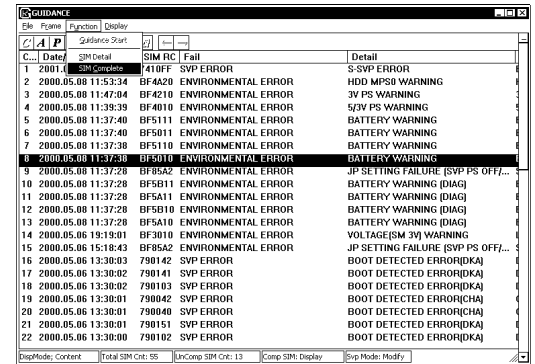 GUIDANCE
File Frame Function Display
C A P
Guidance Start
SIM Detail
SIM Complete
C... Date/ SIM RC Fail Detail
1 2001.0 7410FF SVP ERROR S-SVP ERROR
2 2000.05.08 11:53:34 BF4A20 ENVIRONMENTAL ERROR HDD MPS0 WARNING
3 2000.05.08 11:47:04 BF4210 ENVIRONMENTAL ERROR 3V PS WARNING
4 2000.05.08 11:39:39 BF4010 ENVIRONMENTAL ERROR 5/3V PS WARNING
5 2000.05.08 11:37:40 BF5111 ENVIRONMENTAL ERROR BATTERY WARNING
6 2000.05.08 11:37:40 BF5011 ENVIRONMENTAL ERROR BATTERY WARNING
7 2000.05.08 11:37:38 BF5110 ENVIRONMENTAL ERROR BATTERY WARNING
8 2000.05.08 11:37:38 BF5010 ENVIRONMENTAL ERROR BATTERY WARNING
9 2000.05.08 11:37:28 BF85A2 ENVIRONMENTAL ERROR JP SETTING FAILURE (SVP PS OFF/...
10 2000.05.08 11:37:28 BF5B11 ENVIRONMENTAL ERROR BATTERY WARNING (DIAG)
11 2000.05.08 11:37:28 BF5A11 ENVIRONMENTAL ERROR BATTERY WARNING (DIAG)
12 2000.05.08 11:37:28 BF5B10 ENVIRONMENTAL ERROR BATTERY WARNING (DIAG)
13 2000.05.08 11:37:28 BF5A10 ENVIRONMENTAL ERROR BATTERY WARNING (DIAG)
14 2000.05.06 19:19:01 BF3010 ENVIRONMENTAL ERROR VOLTAGE(SM 3V) WARNING
15 2000.05.06 15:18:43 BF85A2 ENVIRONMENTAL ERROR JP SETTING FAILURE (SVP PS OFF/...
16 2000.05.06 13:30:03 790142 SVP ERROR BOOT DETECTED ERROR(DKA)
17 2000.05.06 13:30:02 790141 SVP ERROR BOOT DETECTED ERROR(DKA)
18 2000.05.06 13:30:02 790103 SVP ERROR BOOT DETECTED ERROR(DKA)
19 2000.05.06 13:30:01 790042 SVP ERROR BOOT DETECTED ERROR(CHA)
20 2000.05.06 13:30:01 790040 SVP ERROR BOOT DETECTED ERROR(CHA)
21 2000.05.06 13:30:01 790151 SVP ERROR BOOT DETECTED ERROR(DKA)
22 2000.05.06 13:30:00 790102 SVP ERROR BOOT DETECTED ERROR(DKA)
DispMode; Content Total SIM Cnt: 55 UnComp SIM Cnt: 13 Comp SIM: Display Svp Mode: Modify